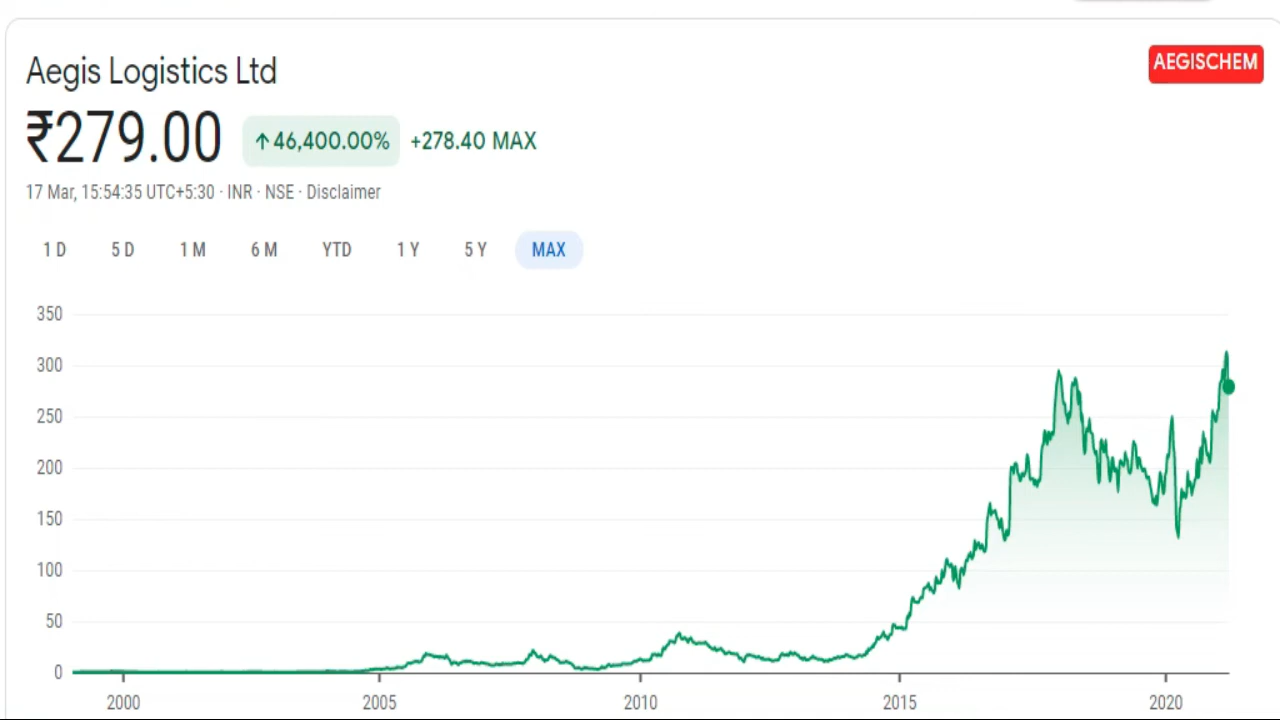 Aegis Logistics Ltd
AEGISCHEM
₹279.00 ↑46,400.00% +278.40 MAX
17 Mar, 15:54:35 UTC+5:30 · INR · NSE · Disclaimer
1 D 5 D 1 M 6 M YTD 1 Y 5 Y MAX
350
300
250
200
150
100
50
0
2000 2005 2010 2015 2020